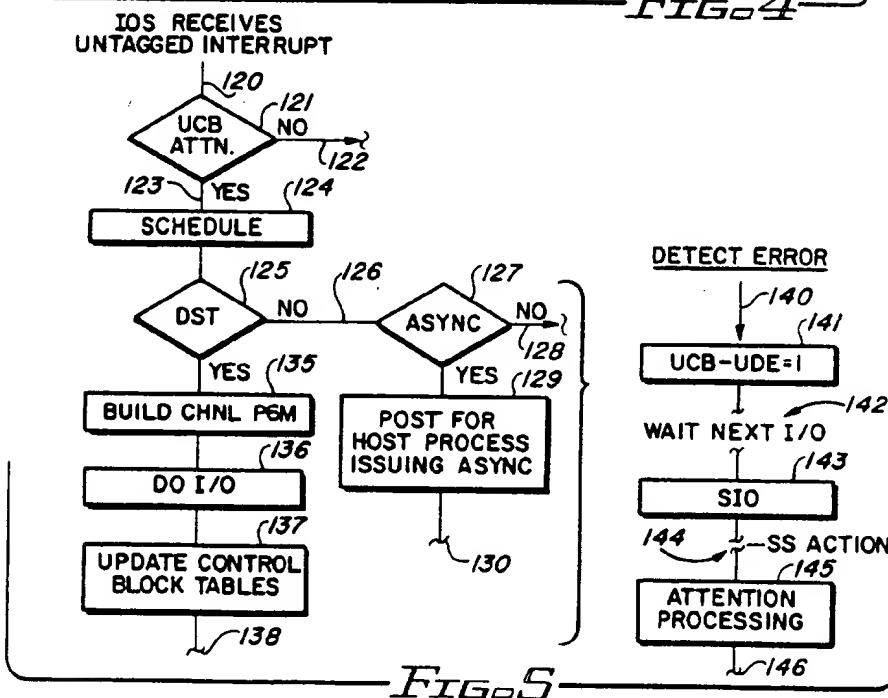 FIG. 4
IOS RECEIVES
UNTAGGED INTERRUPT
120
121
UCB
ATTN.
NO
122
123
YES
124
SCHEDULE
125
DST
NO
126
127
ASYNC
NO
128
YES
135
BUILD CHNL PGM
136
DO I/O
137
UPDATE CONTROL
BLOCK TABLES
138
YES
129
POST FOR
HOST PROCESS
ISSUING ASYNC
130
DETECT ERROR
140
141
UCB-UDE=1
142
WAIT NEXT I/O
143
SIO
144
SS ACTION
145
ATTENTION
PROCESSING
146
FIG. 5